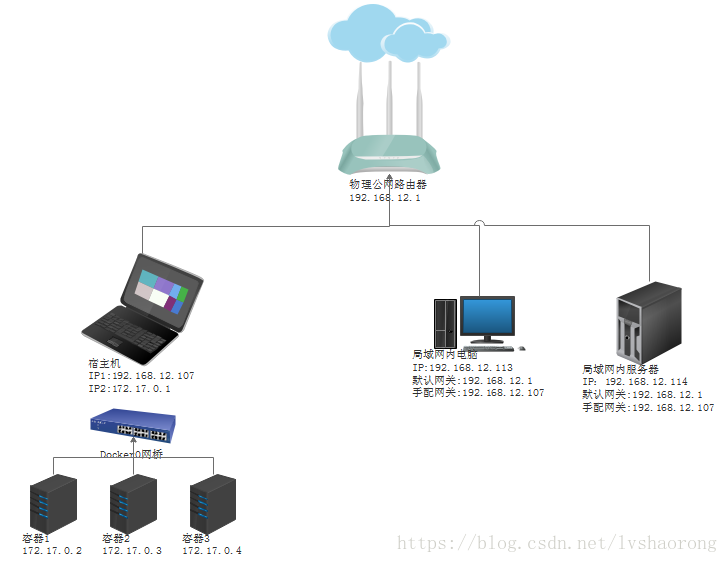 物理公网路由器
192.168.12.1
宿主机
IP1:192.168.12.107
IP2:172.17.0.1
局域网内电脑
IP:192.168.12.113
默认网关:192.168.12.1
手配网关:192.168.12.107
局域网内服务器
IP: 192.168.12.114
默认网关:192.168.12.1
手配网关:192.168.12.107
Docker0网桥
容器1
172.17.0.2
容器2
172.17.0.3
容器3
172.17.0.4
https://blog.csdn.net/lvshaorong